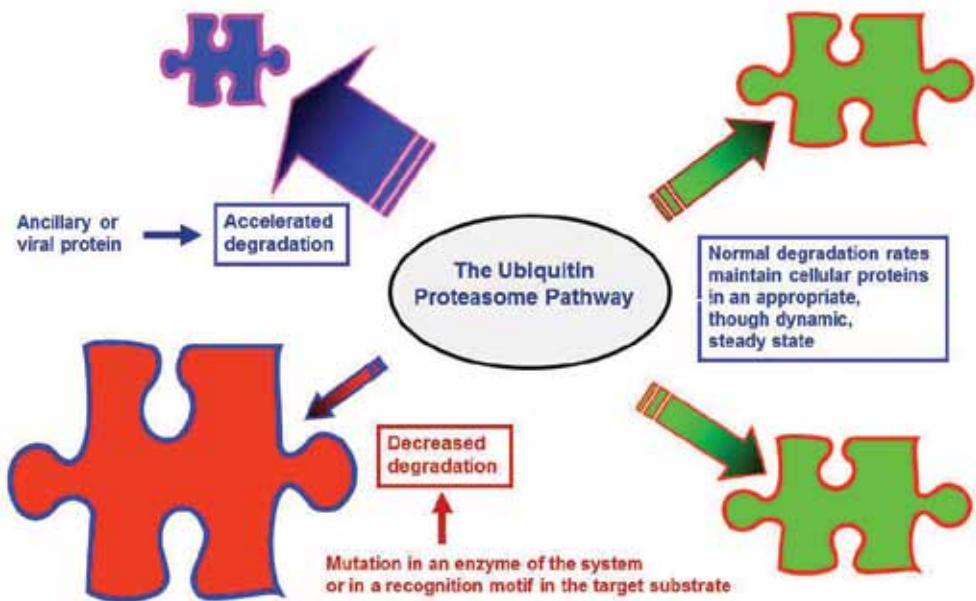 Ancillary or
viral protein
Accelerated
degradation
The Ubiquitin
Proteasome Pathway
Normal degradation rates
maintain cellular proteins
in an appropriate,
though dynamic,
steady state
Decreased
degradation
Mutation in an enzyme of the system
or in a recognition motif in the target substrate